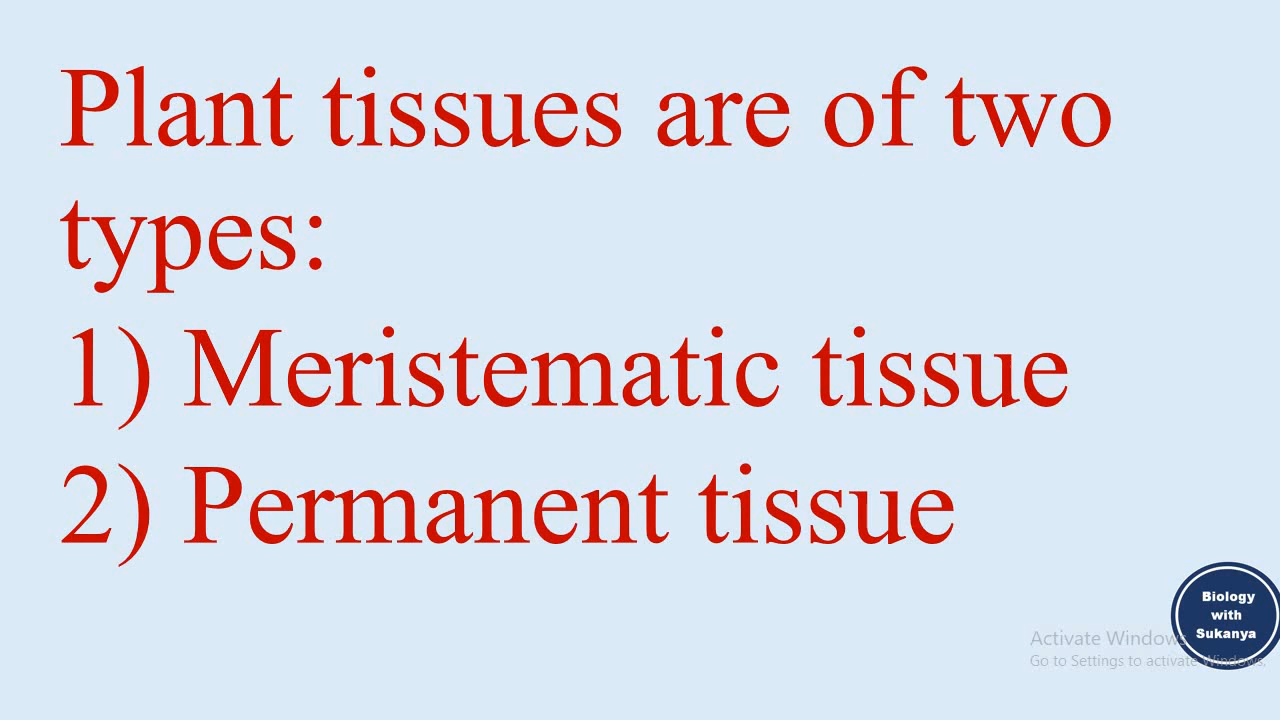 Plant tissues are of two
types:
1) Meristematic tissue
2) Permanent tissue
Biology
with
Sukanya
Activate Windows
Go to Settings to activate Windows.